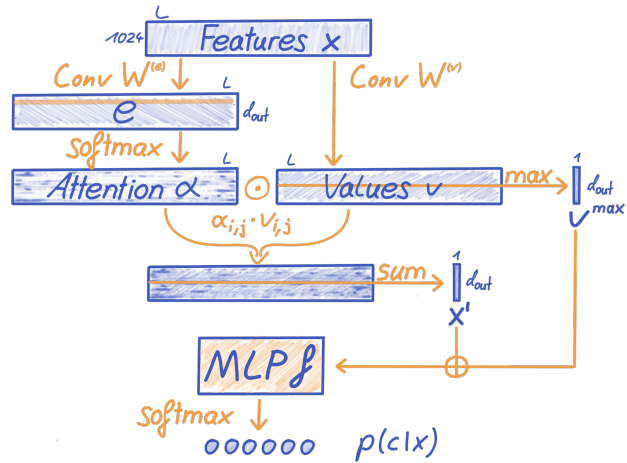 L
1024 Features x
Conv W^(e)
Conv W^(v)
L
e d_out
softmax
L
Attention α
⊙
L
Values v
max
1
d_out
v^max
α_i,j · v_i,j
sum
1
d_out
x'
MLP f
softmax
p(c|x)